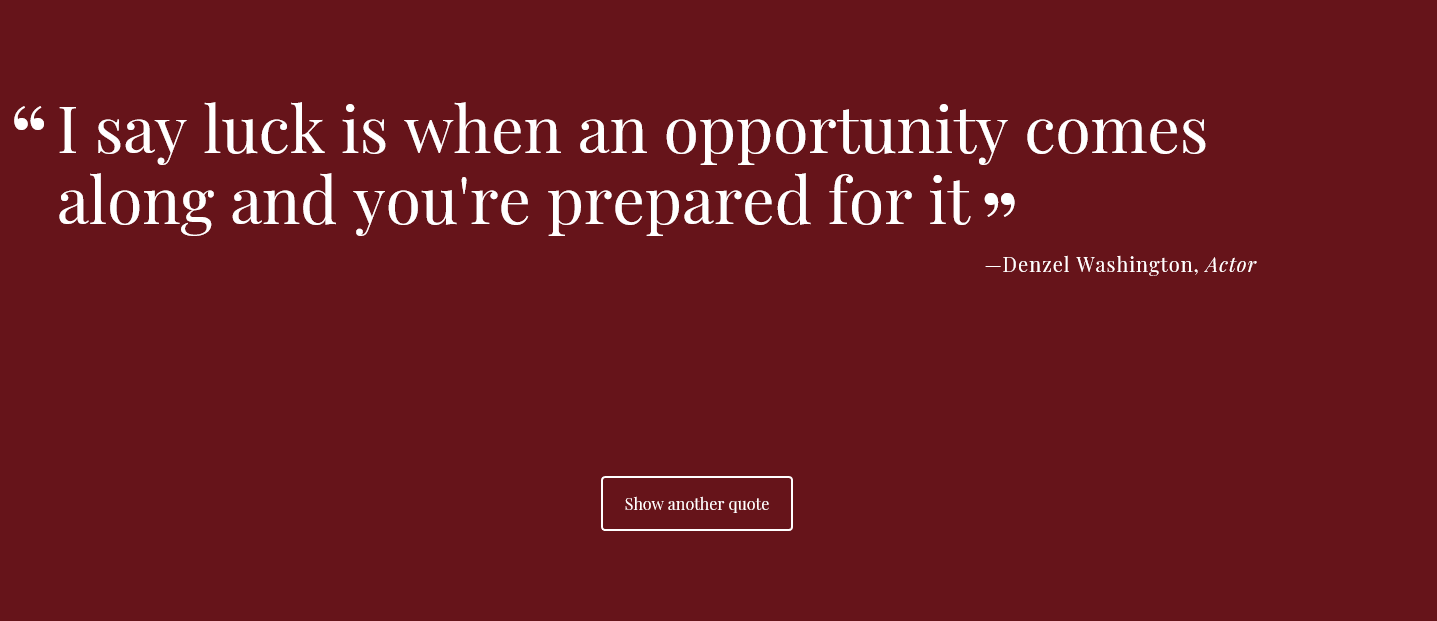 “ I say luck is when an opportunity comes
along and you're prepared for it ”
—Denzel Washington, Actor
Show another quote